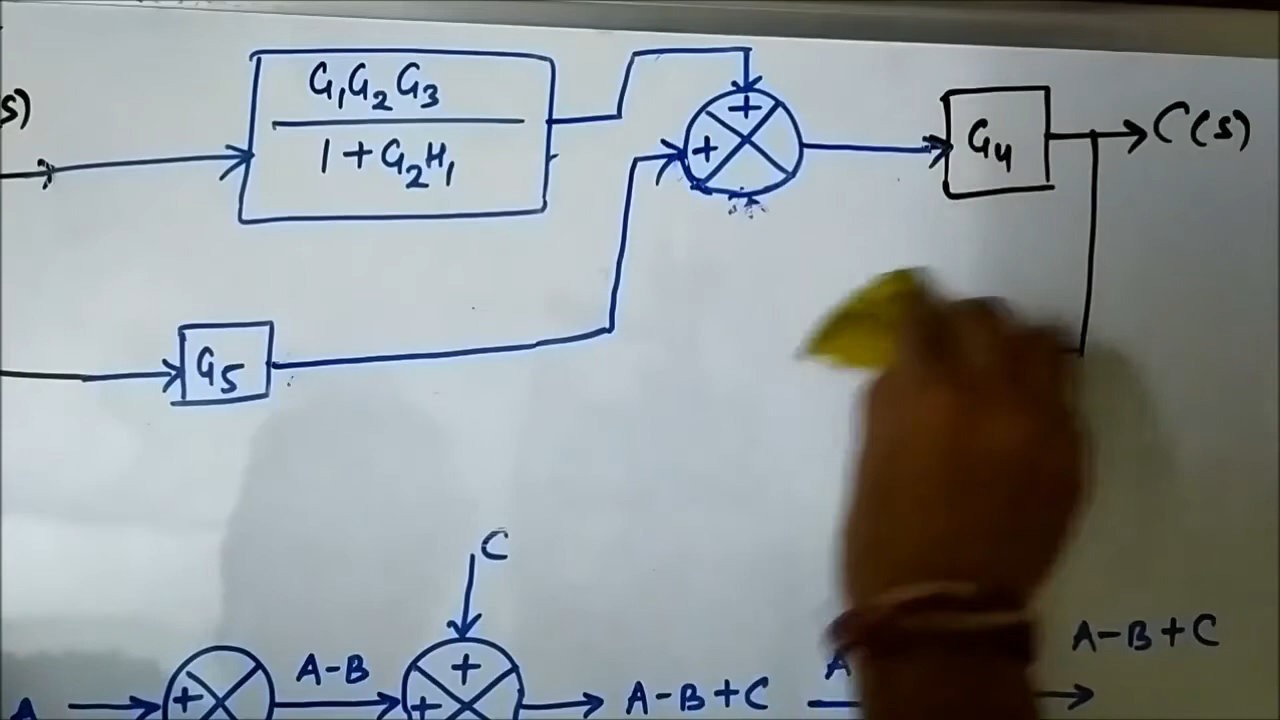 S)
G₁G₂G₃
1 + G₂H₁
+
+
G₄
C(s)
G₅
C
A
+
A-B
+
+
A-B+C
A
A-B+C